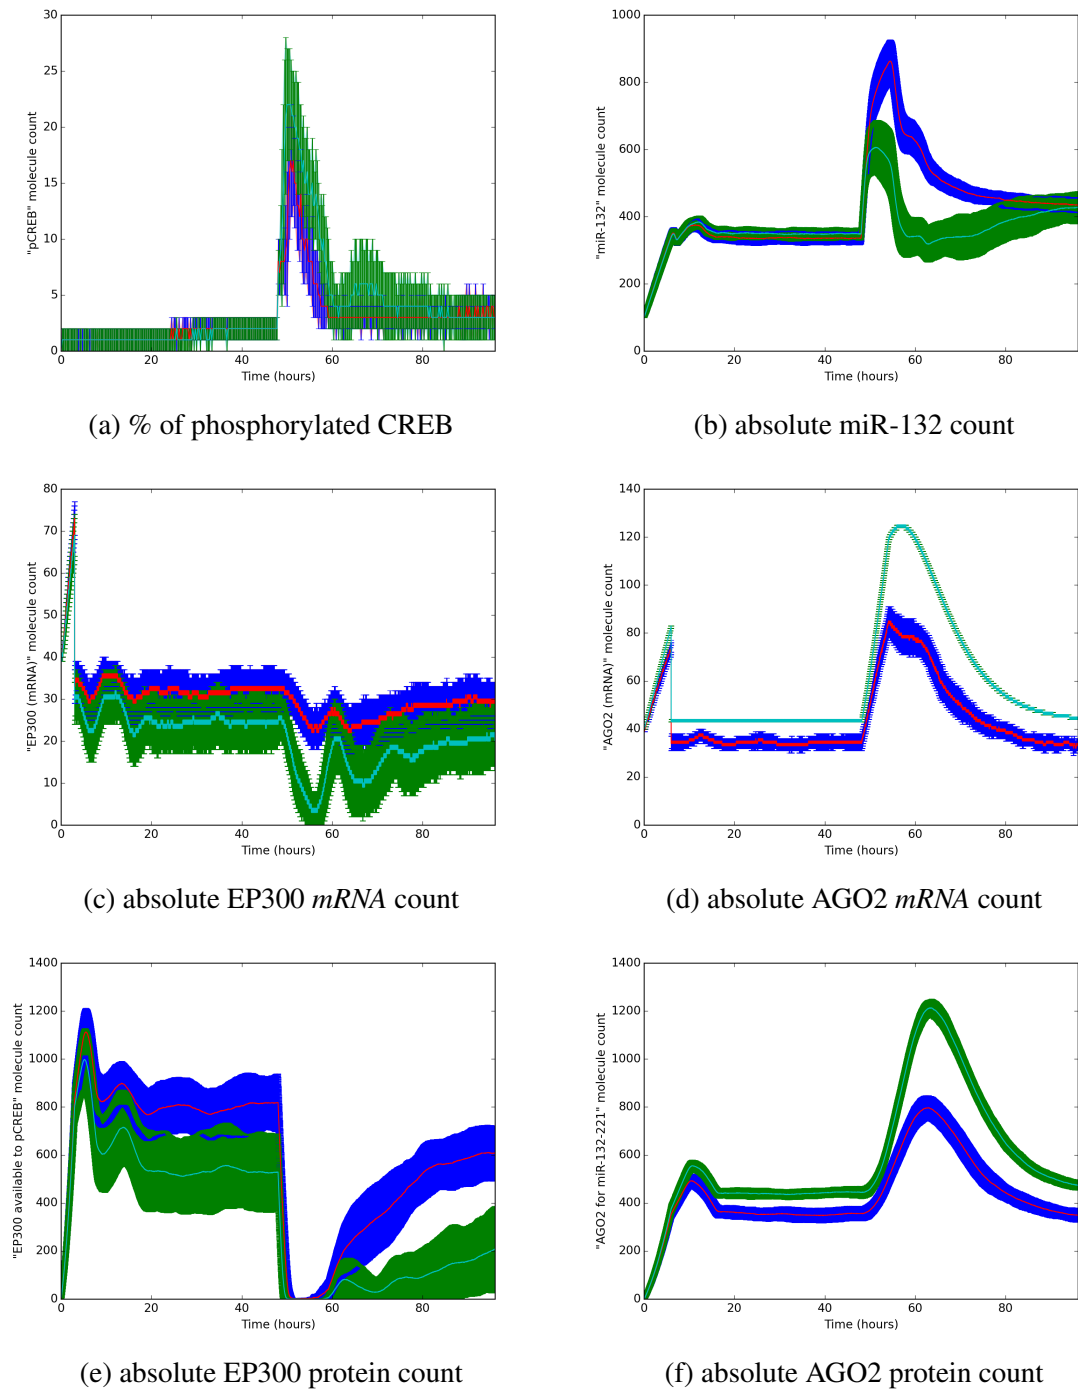 30
25
20
15
10
5
0
0 20 40 60 80
"pCREB" molecule count
Time (hours)
(a) % of phosphorylated CREB
1000
800
600
400
200
0
0 20 40 60 80
"miR-132" molecule count
Time (hours)
(b) absolute miR-132 count
80
70
60
50
40
30
20
10
0
0 20 40 60 80
"EP300 (mRNA)" molecule count
Time (hours)
(c) absolute EP300 mRNA count
140
120
100
80
60
40
20
0
0 20 40 60 80
"AGO2 (mRNA)" molecule count
Time (hours)
(d) absolute AGO2 mRNA count
1400
1200
1000
800
600
400
200
0
0 20 40 60 80
"EP300 available to pCREB" molecule count
Time (hours)
(e) absolute EP300 protein count
1400
1200
1000
800
600
400
200
0
0 20 40 60 80
"AGO2 for miR-132-221" molecule count
Time (hours)
(f) absolute AGO2 protein count